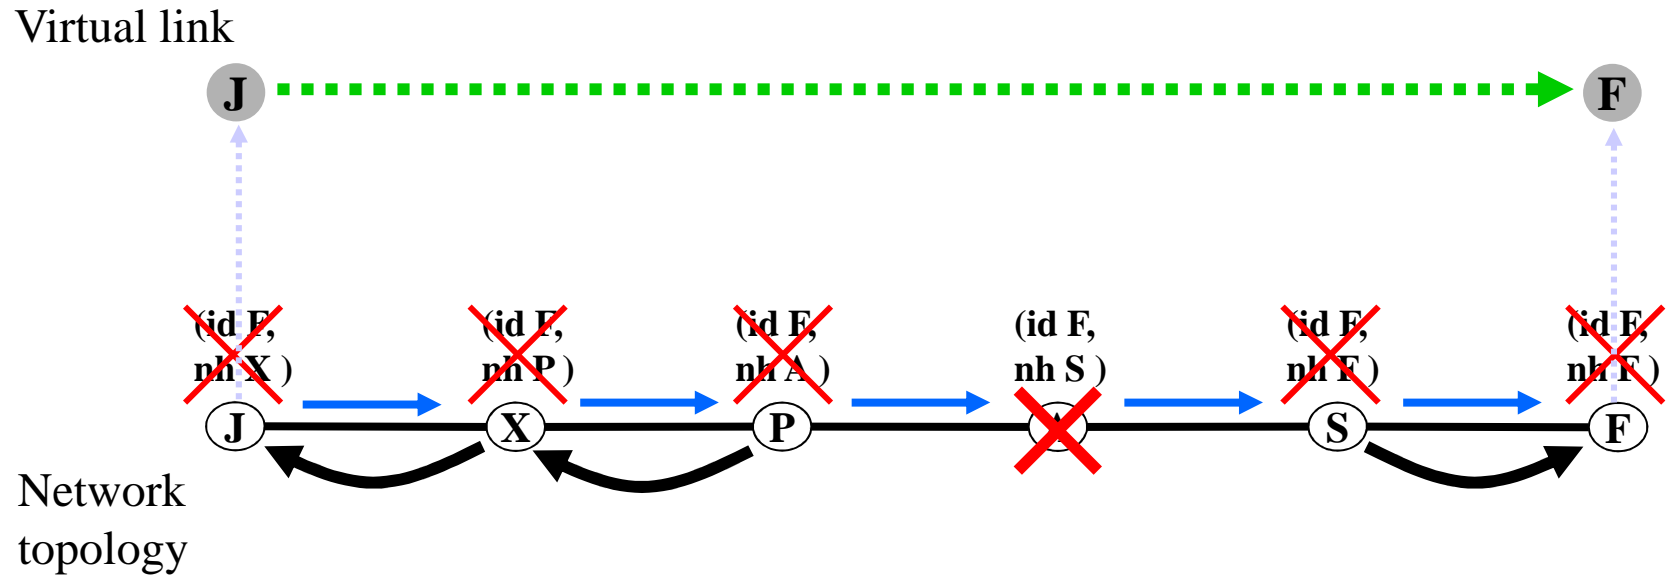 Virtual link
J F
(id F, (id F, (id F, (id F, (id F, (id F,
nh X ) nh P ) nh A ) nh S ) nh F ) nh F )
J X P A S F
Network
topology